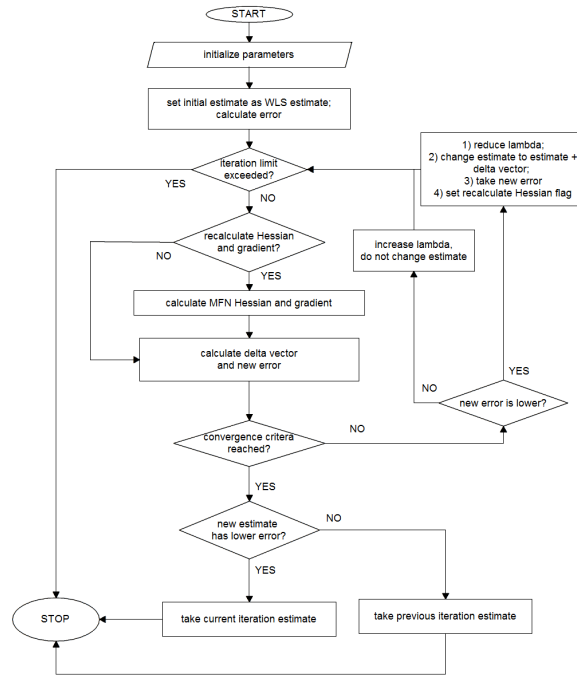 START
initialize parameters
set initial estimate as WLS estimate;
calculate error
iteration limit
exceeded?
YES
NO
1) reduce lambda;
2) change estimate to estimate +
delta vector;
3) take new error
4) set recalculate Hessian flag
recalculate Hessian
and gradient?
NO
YES
increase lambda,
do not change estimate
calculate MFN Hessian and gradient
calculate delta vector
and new error
NO
YES
new error is lower?
convergence critera
reached?
NO
YES
new estimate
has lower error?
NO
YES
STOP
take current iteration estimate
take previous iteration estimate